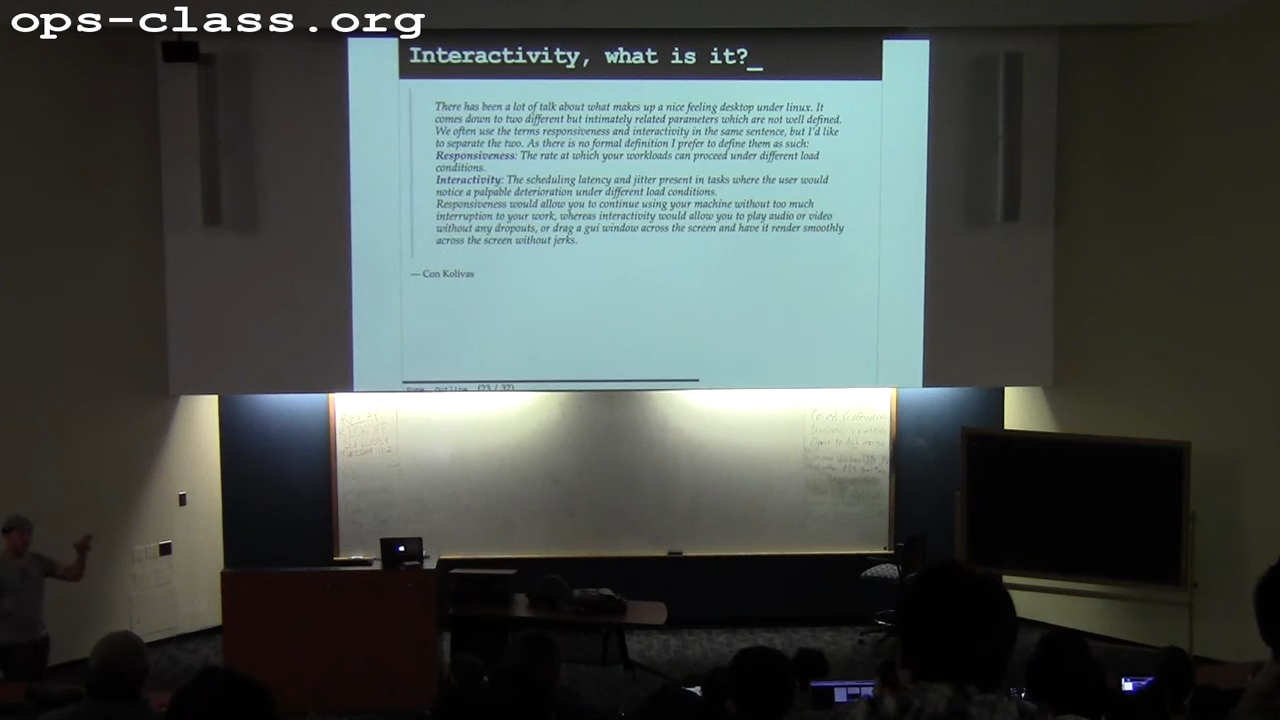 ops-class.org
Interactivity, what is it?_
There has been a lot of talk about what makes up a nice feeling desktop under linux. It
comes down to two different but intimately related parameters which are not well defined.
We often use the terms responsiveness and interactivity in the same sentence, but I'd like
to separate the two. As there is no formal definition I prefer to define them as such:
Responsiveness: The rate at which your workloads can proceed under different load
conditions.
Interactivity: The scheduling latency and jitter present in tasks where the user would
notice a palpable deterioration under different load conditions.
Responsiveness would allow you to continue using your machine without too much
interruption to your work, whereas interactivity would allow you to play audio or video
without any dropouts, or drag a gui window across the screen and have it render smoothly
across the screen without jerks.
— Con Kolivas
(23 / 37)
RELAY